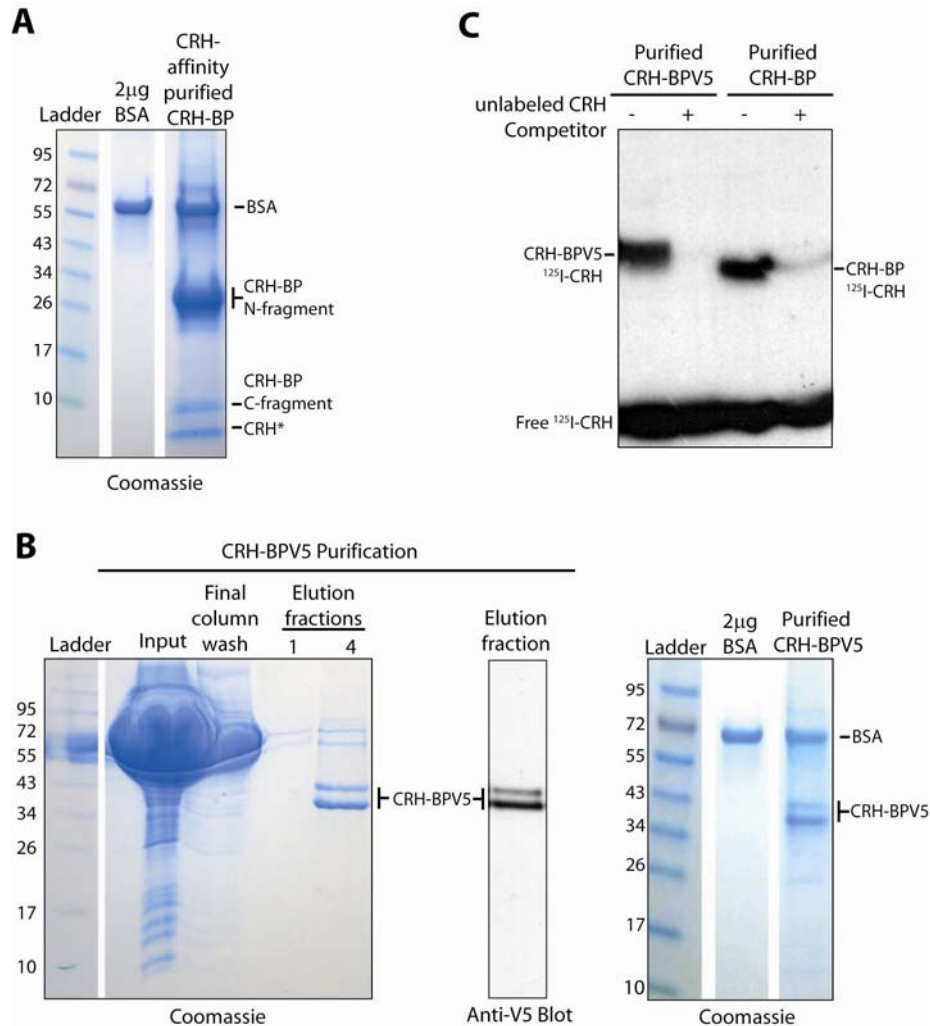 A
Ladder
2μg
BSA
CRH-
affinity
purified
CRH-BP
95
72
55
43
34
26
17
10
BSA
CRH-BP
N-fragment
CRH-BP
C-fragment
CRH*
Coomassie
C
Purified
CRH-BPV5
Purified
CRH-BP
unlabeled CRH
Competitor
- + - +
CRH-BPV5
¹²⁵I-CRH
CRH-BP
¹²⁵I-CRH
Free ¹²⁵I-CRH
B
CRH-BPV5 Purification
Ladder
Input
Final
column
wash
Elution
fractions
1 4
95
72
55
43
34
26
17
10
CRH-BPV5
Coomassie
Elution
fraction
Anti-V5 Blot
Ladder
2μg
BSA
Purified
CRH-BPV5
95
72
55
43
34
26
17
10
BSA
CRH-BPV5
Coomassie